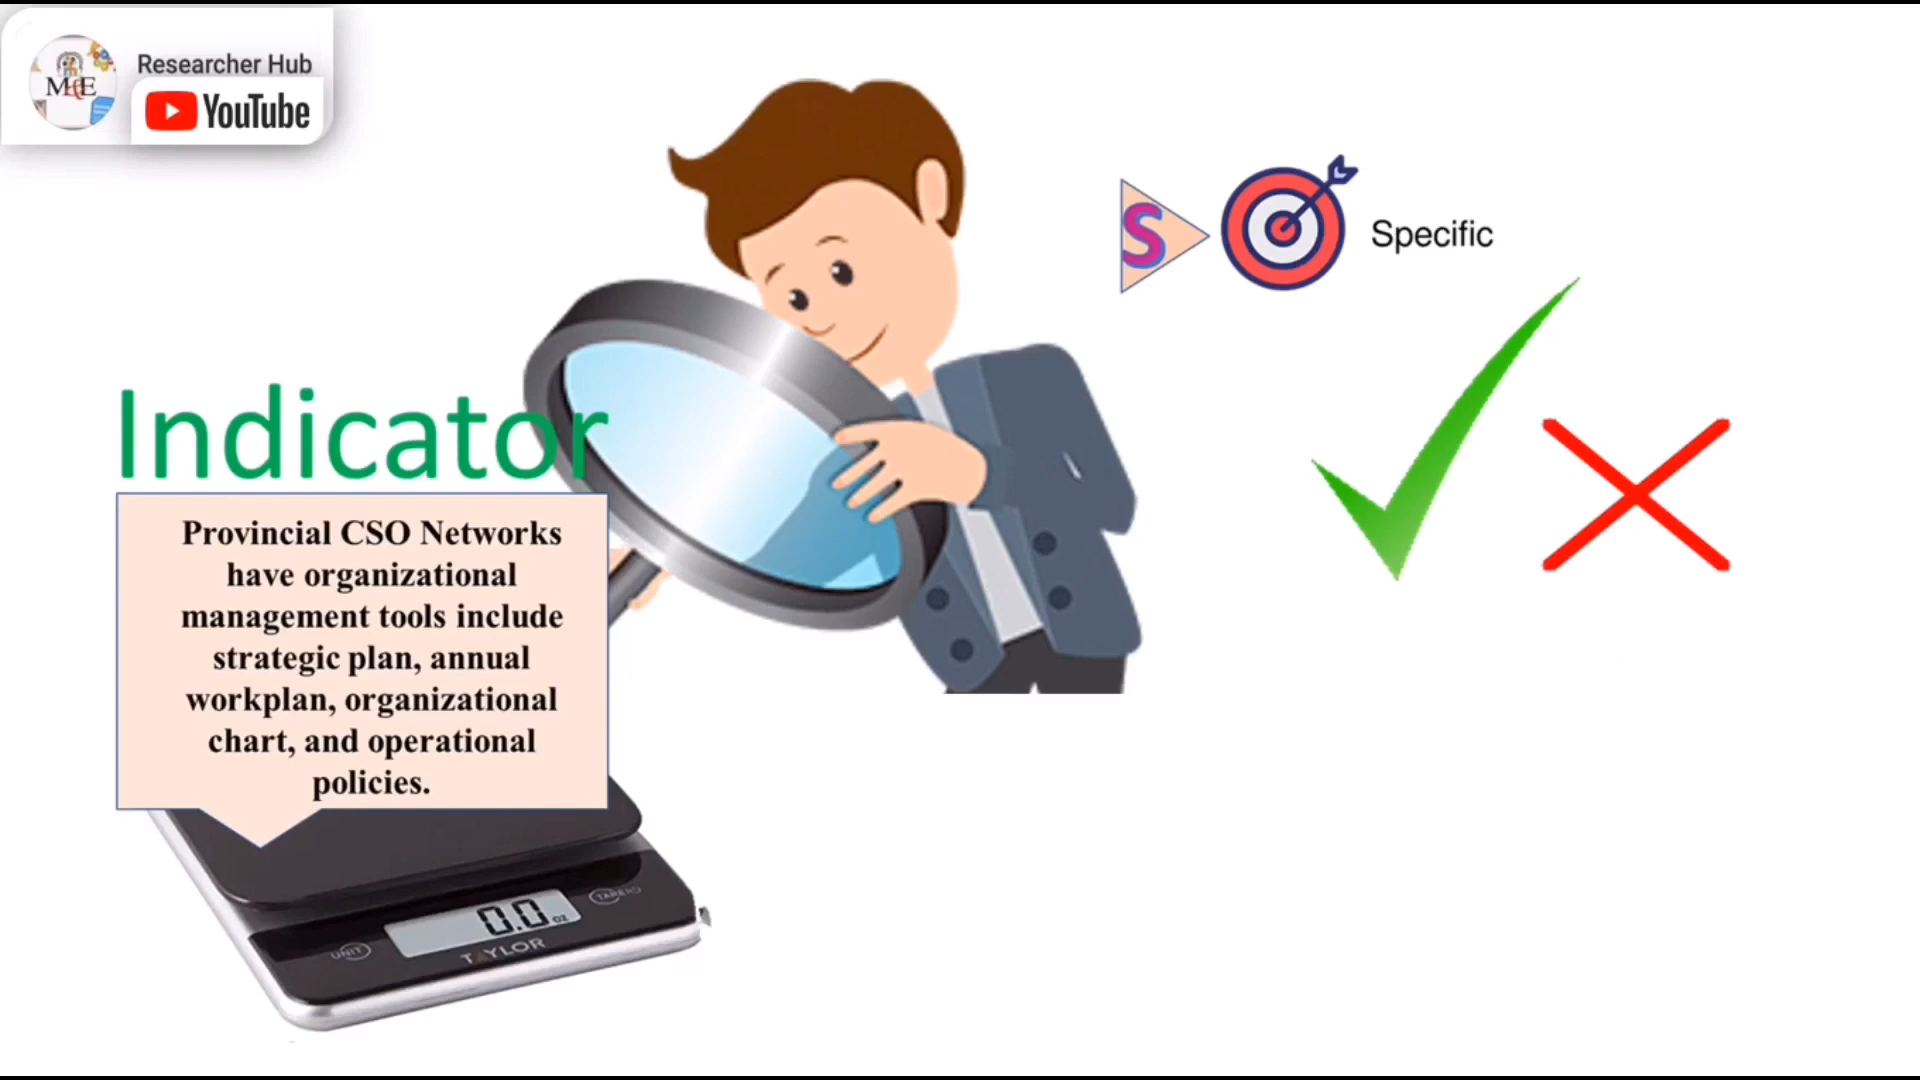 Researcher Hub
M&E
YouTube
S
Specific
Indicator
Provincial CSO Networks
have organizational
management tools include
strategic plan, annual
workplan, organizational
chart, and operational
policies.
0.0 oz
UNIT
TAYLOR